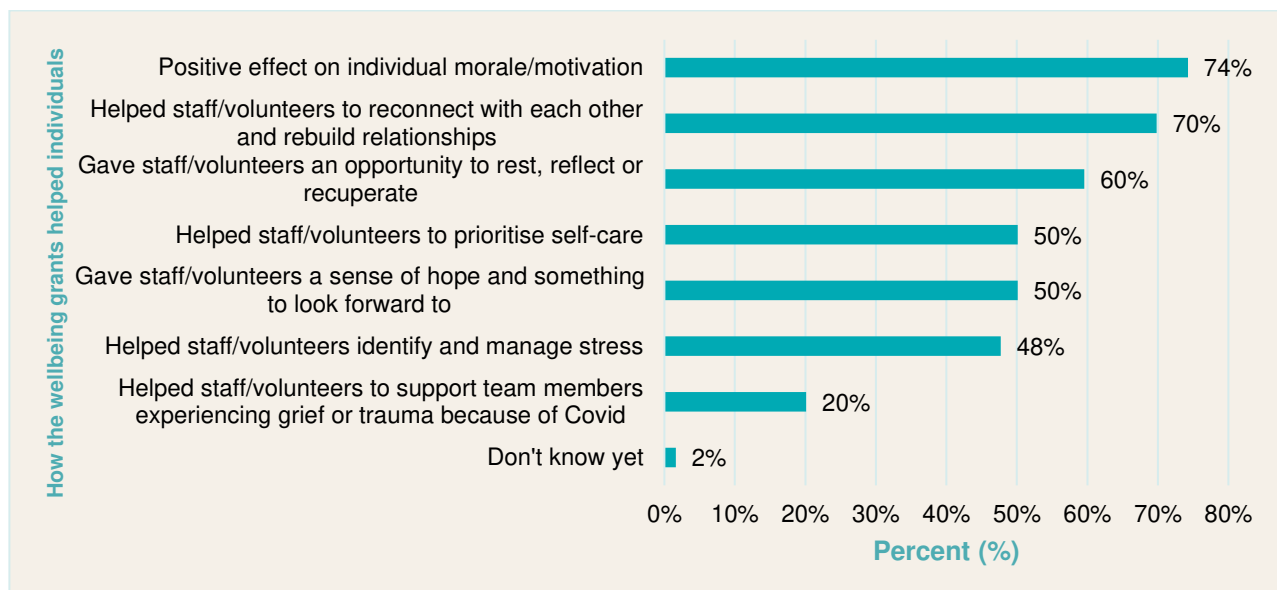 How the wellbeing grants helped individuals
Positive effect on individual morale/motivation
74%
Helped staff/volunteers to reconnect with each other
and rebuild relationships
70%
Gave staff/volunteers an opportunity to rest, reflect or
recuperate
60%
Helped staff/volunteers to prioritise self-care
50%
Gave staff/volunteers a sense of hope and something
to look forward to
50%
Helped staff/volunteers identify and manage stress
48%
Helped staff/volunteers to support team members
experiencing grief or trauma because of Covid
20%
Don't know yet
2%
0% 10% 20% 30% 40% 50% 60% 70% 80%
Percent (%)